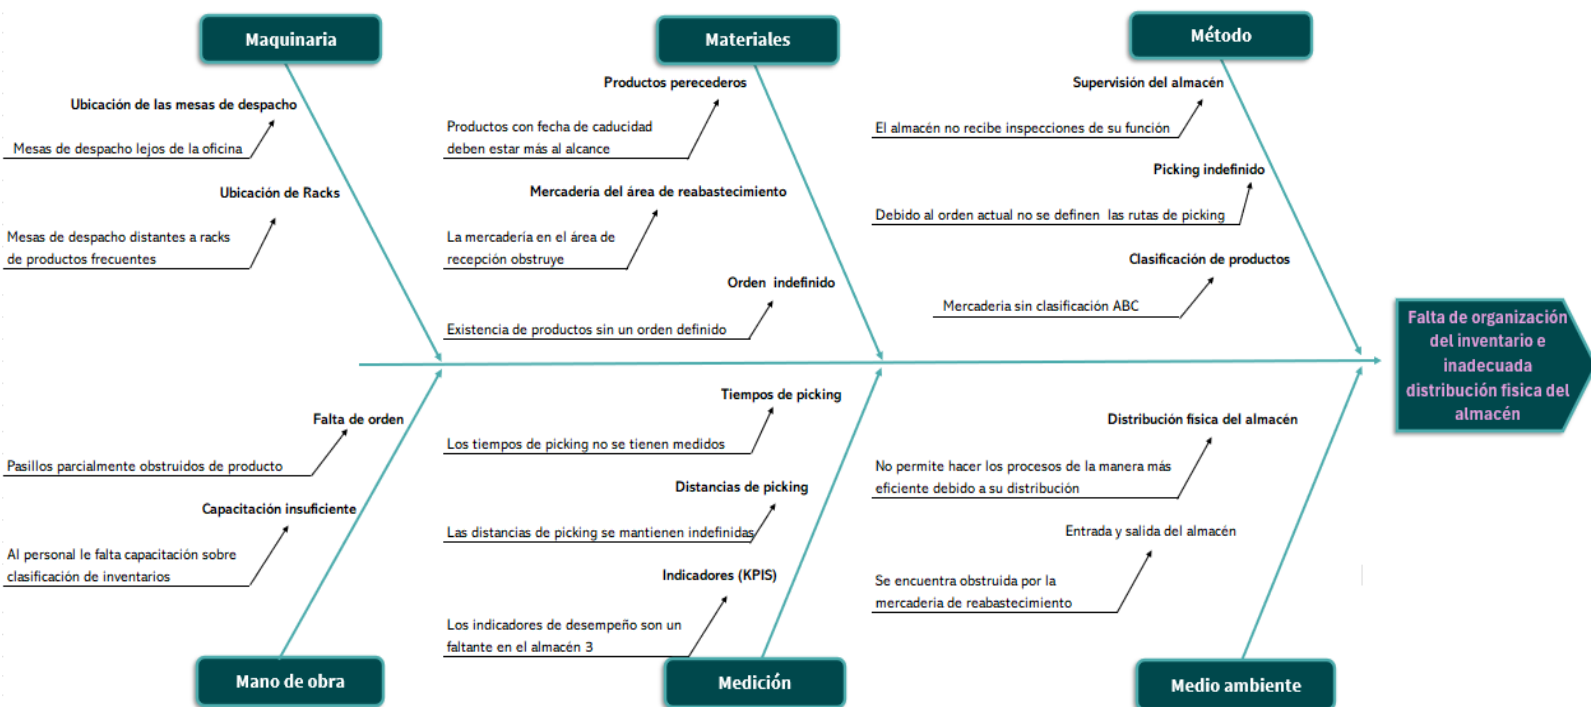 Maquinaria
Ubicación de las mesas de despacho
Mesas de despacho lejos de la oficina
Ubicación de Racks
Mesas de despacho distantes a racks
de productos frecuentes
Materiales
Productos perecederos
Productos con fecha de caducidad
deben estar más al alcance
Mercadería del área de reabastecimiento
La mercadería en el área de
recepción obstruye
Orden indefinido
Existencia de productos sin un orden definido
Método
Supervisión del almacén
El almacén no recibe inspecciones de su función
Picking indefinido
Debido al orden actual no se definen las rutas de picking
Clasificación de productos
Mercadería sin clasificación ABC
Falta de organización
del inventario e
inadecuada
distribución física del
almacén
Falta de orden
Pasillos parcialmente obstruidos de producto
Capacitación insuficiente
Al personal le falta capacitación sobre
clasificación de inventarios
Mano de obra
Tiempos de picking
Los tiempos de picking no se tienen medidos
Distancias de picking
Las distancias de picking se mantienen indefinidas
Indicadores (KPIS)
Los indicadores de desempeño son un
faltante en el almacén 3
Medición
Distribución física del almacén
No permite hacer los procesos de la manera más
eficiente debido a su distribución
Entrada y salida del almacén
Se encuentra obstruida por la
mercadería de reabastecimiento
Medio ambiente